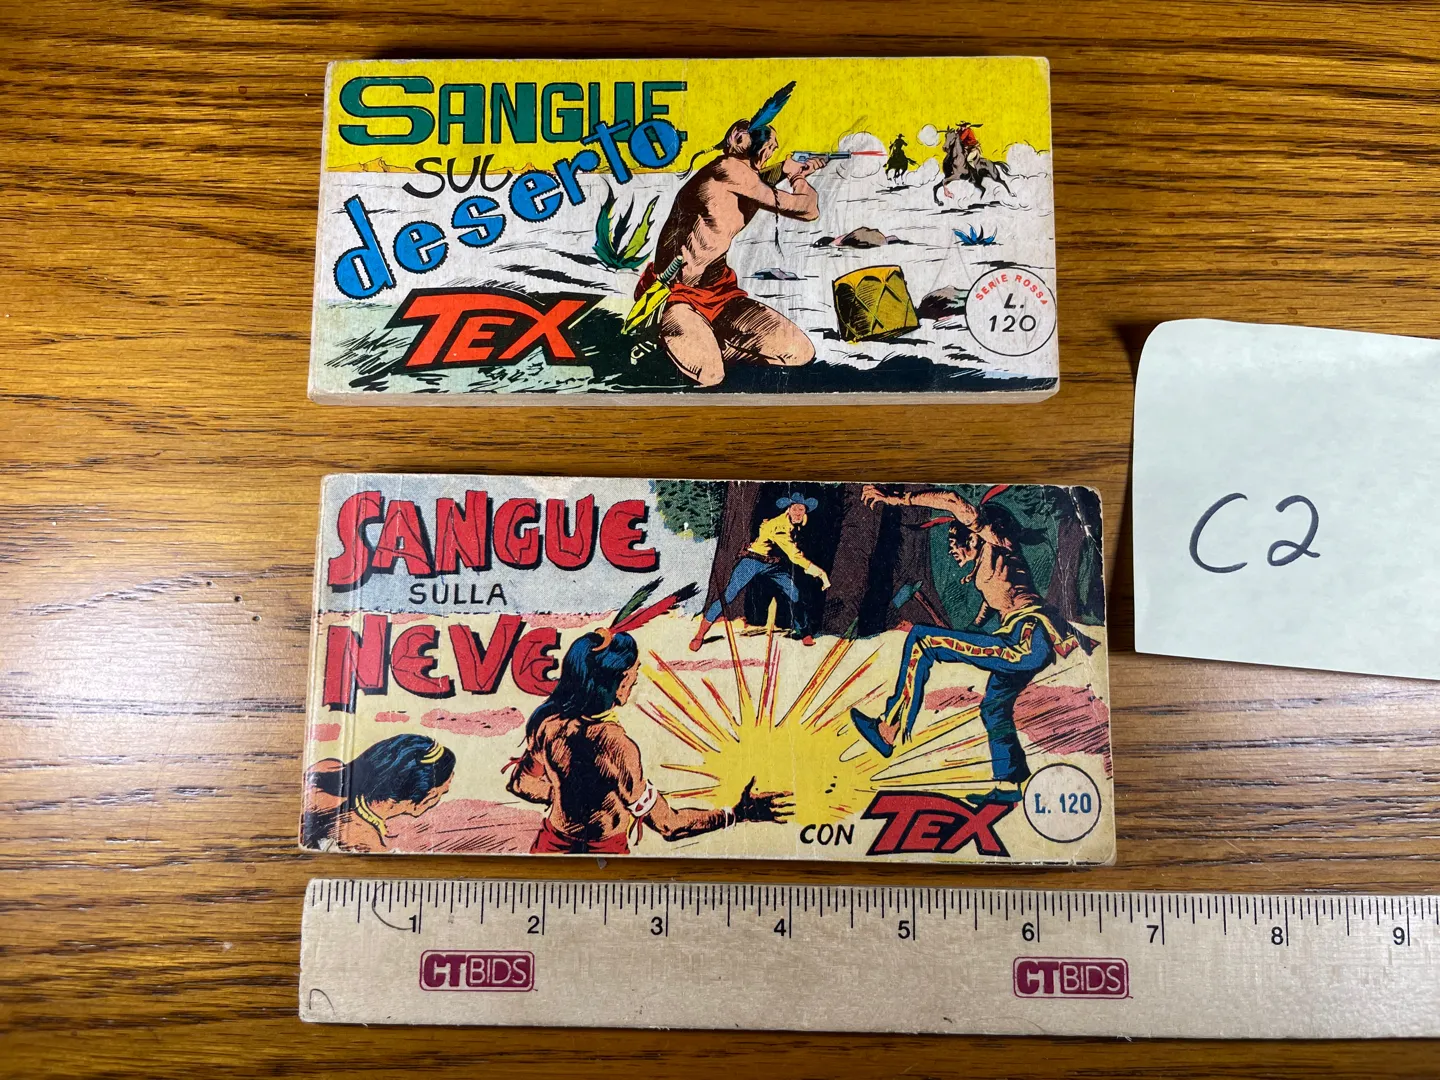 SANGUE
SUL
deserto
TEX
SERIE ROSSA
L.
120
SANGUE
SULLA
NEVE
CON TEX
L. 120
C2
1 2 3 4 5 6 7 8 9
CTBIDS CTBIDS